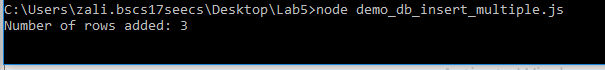 C:\Users\zali.bscs17seecs\Desktop\Lab5>node demo_db_insert_multiple.js
Number of rows added: 3